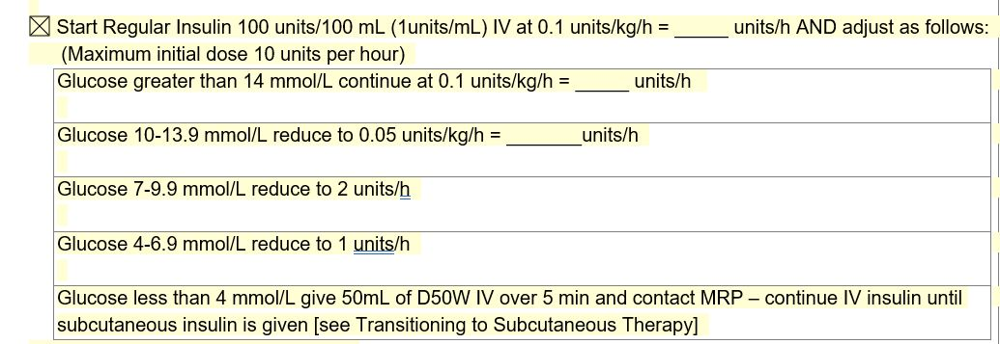 ☒ Start Regular Insulin 100 units/100 mL (1units/mL) IV at 0.1 units/kg/h = _____ units/h AND adjust as follows:
(Maximum initial dose 10 units per hour)
Glucose greater than 14 mmol/L continue at 0.1 units/kg/h = _____ units/h
Glucose 10-13.9 mmol/L reduce to 0.05 units/kg/h = _______units/h
Glucose 7-9.9 mmol/L reduce to 2 units/h
Glucose 4-6.9 mmol/L reduce to 1 units/h
Glucose less than 4 mmol/L give 50mL of D50W IV over 5 min and contact MRP – continue IV insulin until
subcutaneous insulin is given [see Transitioning to Subcutaneous Therapy]